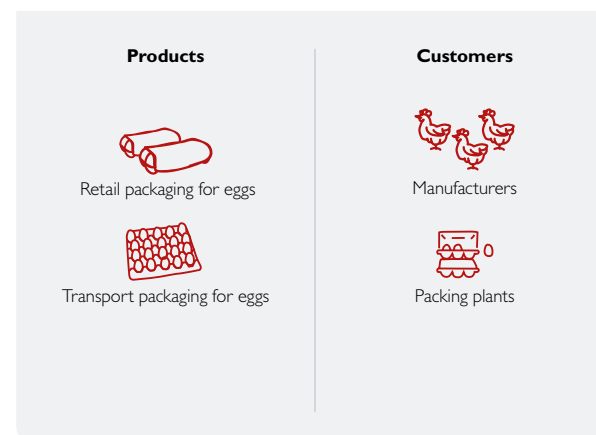 Products
Retail packaging for eggs
Transport packaging for eggs
Customers
Manufacturers
Packing plants